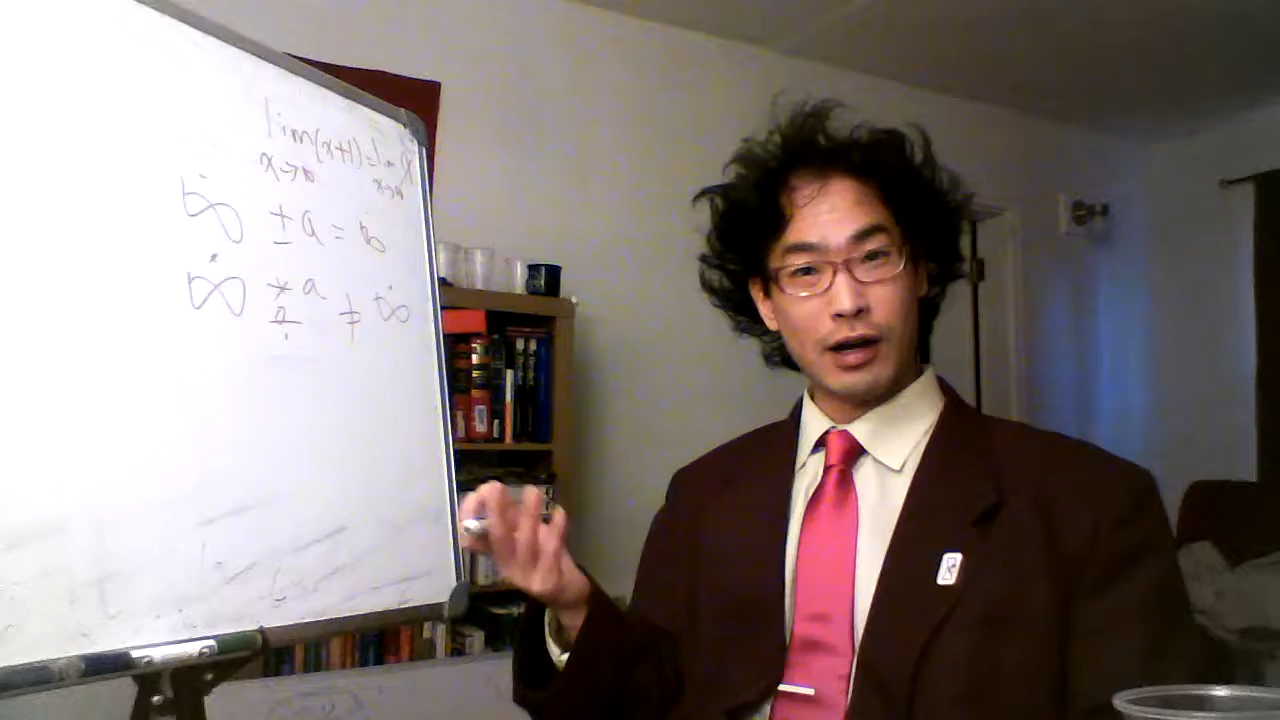 lim(x+1)=lim x
x→∞ x→∞
∞ ± a = ∞
∞ * a ≠ ∞
÷